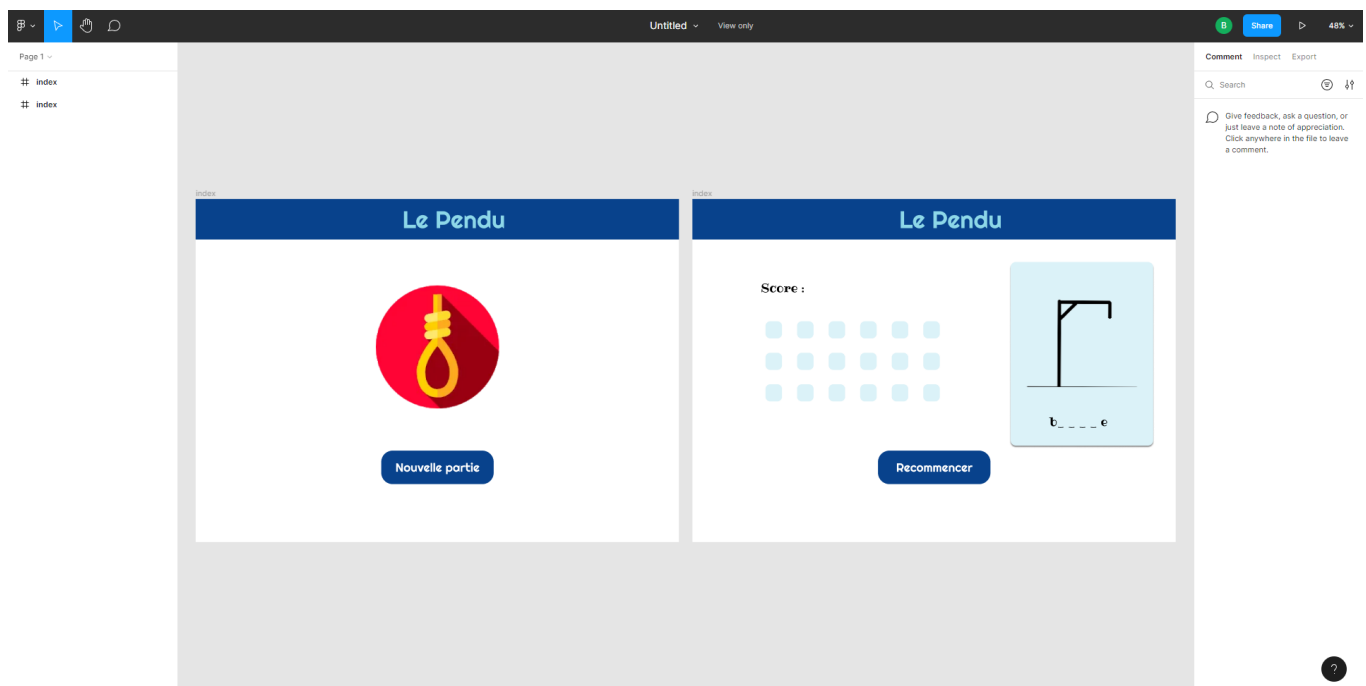 Untitled
View only
B
Share
48%
Page 1
index
index
Comment Inspect Export
Search
Give feedback, ask a question, or
just leave a note of appreciation.
Click anywhere in the file to leave
a comment.
index
Le Pendu
Nouvelle partie
index
Le Pendu
Score :
b_ _ _ _ e
Recommencer
?